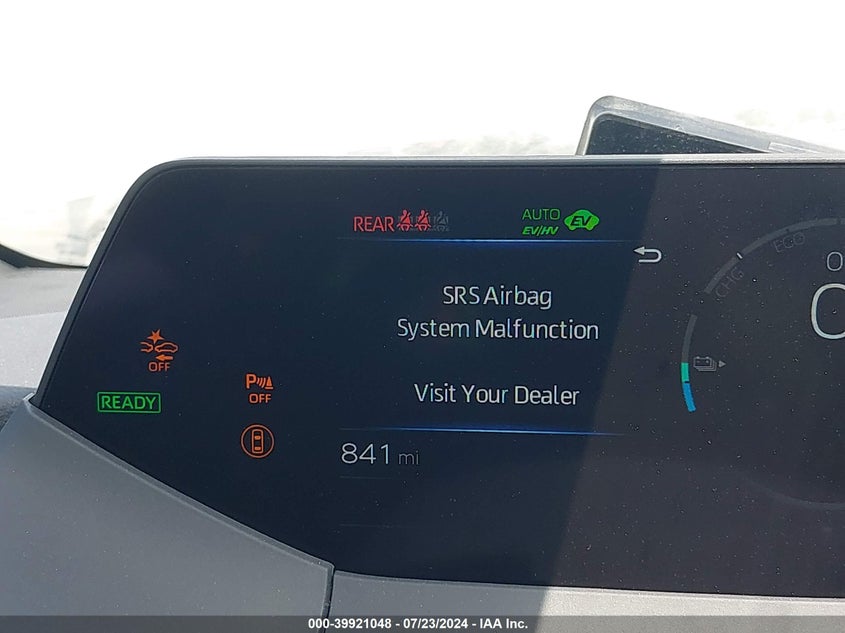 REAR
AUTO
EV/HV
EV
ECO
CHG
0
SRS Airbag
System Malfunction
OFF
P
OFF
Visit Your Dealer
READY
841 mi
000-39921048 - 07/23/2024 - IAA Inc.